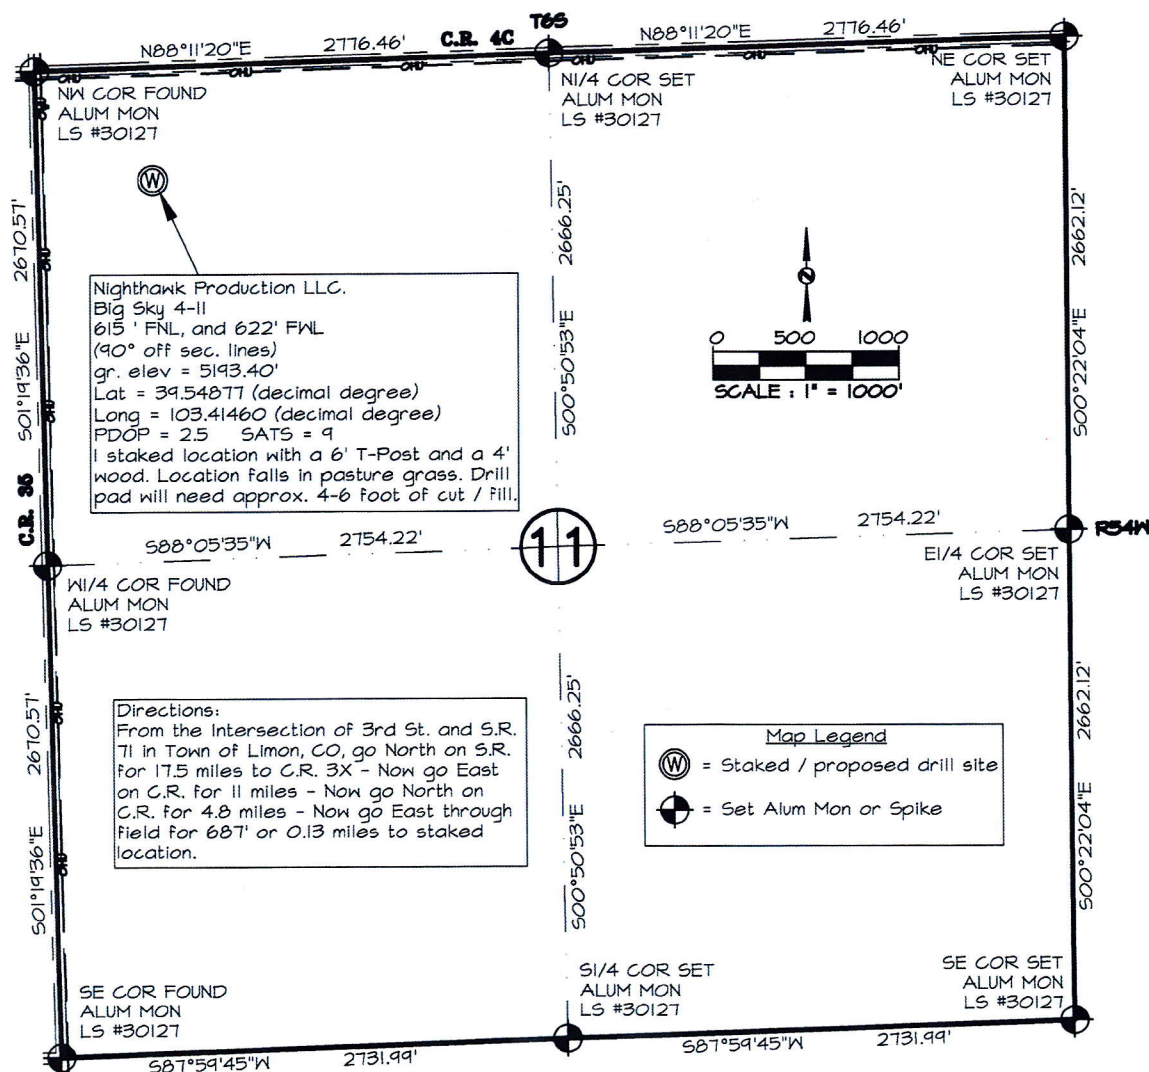 T6S
N88°11'20"E 2776.46' C.R. 4C N88°11'20"E 2776.46'
OHU OHU OHU OHU OHU
NW COR FOUND
ALUM MON
LS #30127
N1/4 COR SET
ALUM MON
LS #30127
NE COR SET
ALUM MON
LS #30127
W
2670.57'
S01°19'36"E
OHU
OHU
OHU
C.R. 35
2666.25'
S00°50'53"E
2662.12'
S00°22'04"E
N
0 500 1000
SCALE : 1" = 1000'
Nighthawk Production LLC.
Big Sky 4-11
615 ' FNL, and 622' FWL
(90° off sec. lines)
gr. elev = 5193.40'
Lat = 39.54877 (decimal degree)
Long = 103.41460 (decimal degree)
PDOP = 2.5 SATS = 9
I staked location with a 6' T-Post and a 4'
wood. Location falls in pasture grass. Drill
pad will need approx. 4-6 foot of cut / fill.
S88°05'35"W 2754.22' 11 S88°05'35"W 2754.22' R54W
W1/4 COR FOUND
ALUM MON
LS #30127
E1/4 COR SET
ALUM MON
LS #30127
2670.57'
S01°19'36"E
OHU
OHU
2666.25'
S00°50'53"E
2662.12'
S00°22'04"E
Directions:
From the Intersection of 3rd St. and S.R.
71 in Town of Limon, CO, go North on S.R.
for 17.5 miles to C.R. 3X - Now go East
on C.R. for 11 miles - Now go North on
C.R. for 4.8 miles - Now go East through
field for 687' or 0.13 miles to staked
location.
Map Legend
W = Staked / proposed drill site
= Set Alum Mon or Spike
SE COR FOUND
ALUM MON
LS #30127
S1/4 COR SET
ALUM MON
LS #30127
SE COR SET
ALUM MON
LS #30127
S87°59'45"W 2731.99' S87°59'45"W 2731.99'